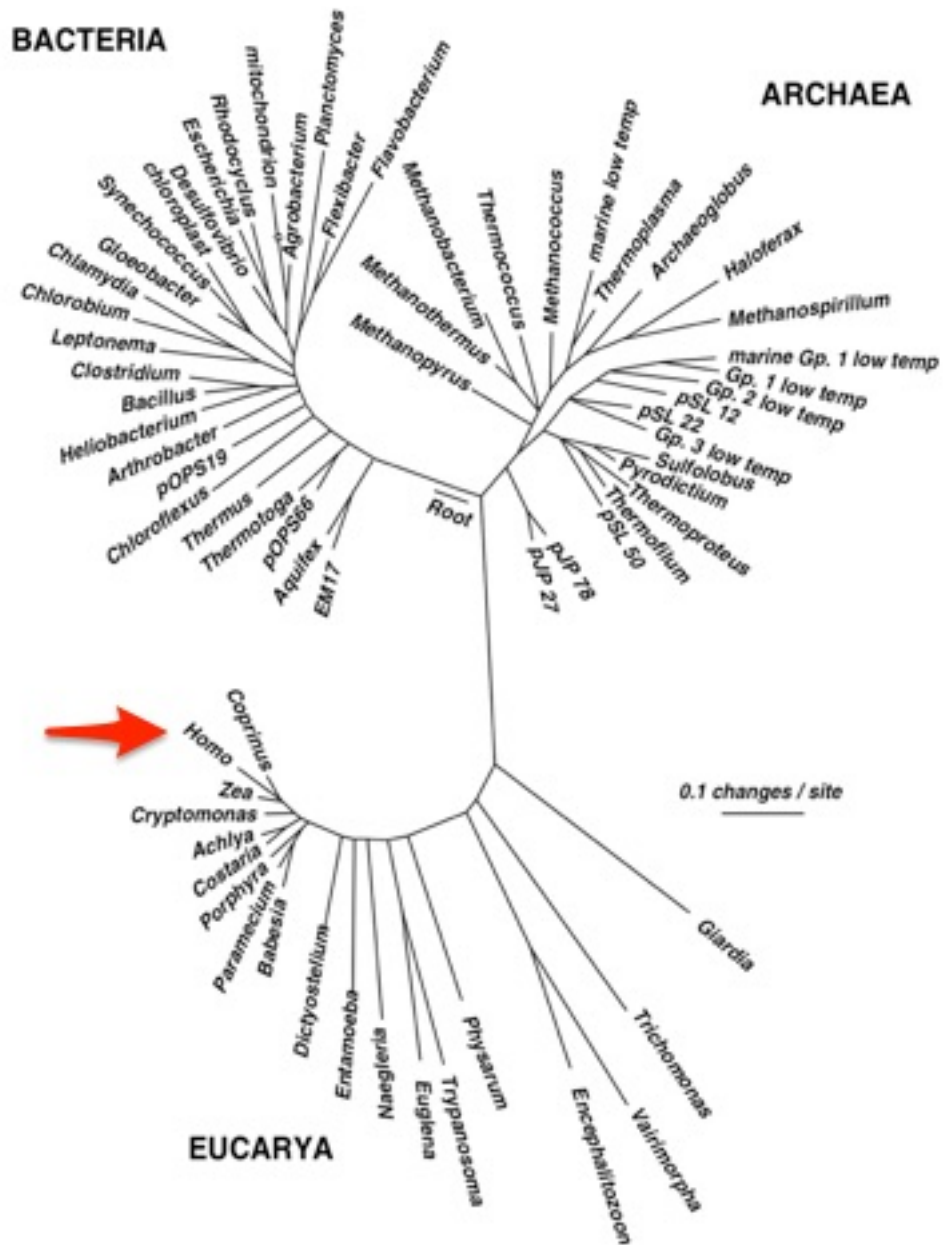 BACTERIA
ARCHAEA
mitochondrion
Planctomyces
Rhodocyclus
Escherichia
Desulfovibrio
chloroplast
Synechococcus
Gloeobacter
Chlamydia
Chlorobium
Leptonema
Clostridium
Bacillus
Heliobacterium
Arthrobacter
pOPS19
Chloroflexus
Thermus
Thermotoga
pOPS66
Aquifex
EM17
Agrobacterium
Flexibacter
Flavobacterium
Root
Methanopyrus
Methanothermus
Methanobacterium
Thermococcus
Methanococcus
marine low temp
Thermoplasma
Archaeoglobus
Haloferax
Methanospirillum
marine Gp. 1 low temp
Gp. 1 low temp
Gp. 2 low temp
pSL 12
pSL 22
Gp. 3 low temp
Sulfolobus
Pyrodictium
Thermoproteus
Thermofilum
pSL 50
pJP 78
pJP 27
Coprinus
Homo
Zea
Cryptomonas
Achlya
Costaria
Porphyra
Paramecium
Babesia
Dictyostelium
Entamoeba
Naegleria
Euglena
Trypanosoma
Physarum
Encephalitozoon
Vairimorpha
Trichomonas
Giardia
0.1 changes / site
EUCARYA